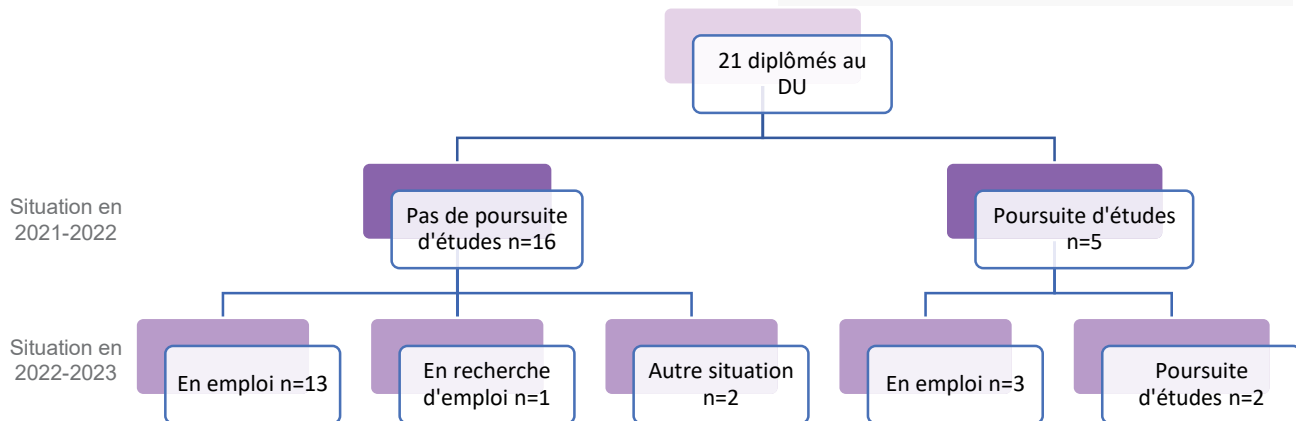 21 diplômés au
DU
Situation en
2021-2022
Pas de poursuite
d'études n=16
Poursuite d'études
n=5
Situation en
2022-2023
En emploi n=13
En recherche
d'emploi n=1
Autre situation
n=2
En emploi n=3
Poursuite
d'études n=2